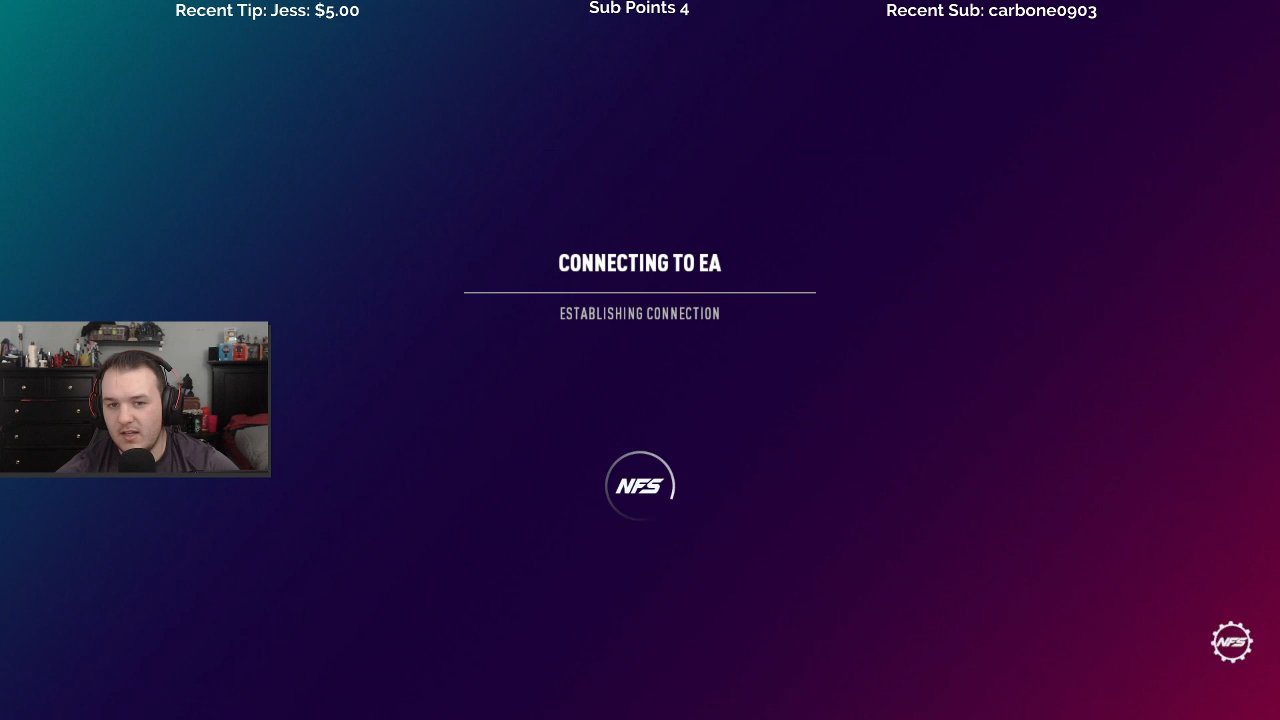 Recent Tip: Jess: $5.00
Sub Points 4
Recent Sub: carbone0903
CONNECTING TO EA
ESTABLISHING CONNECTION
NFS
NFS